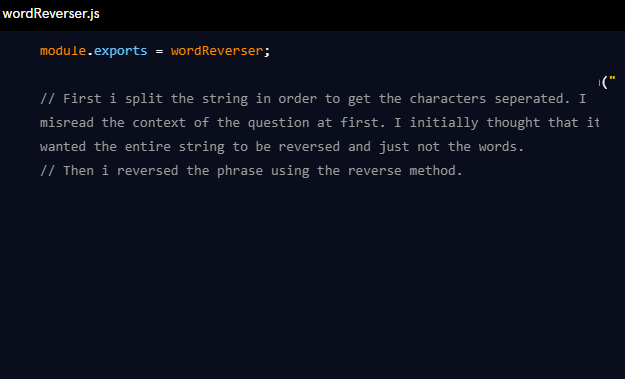 wordReverser.js
module.exports = wordReverser;
("
// First i split the string in order to get the characters seperated. I
misread the context of the question at first. I initially thought that it
wanted the entire string to be reversed and just not the words.
// Then i reversed the phrase using the reverse method.